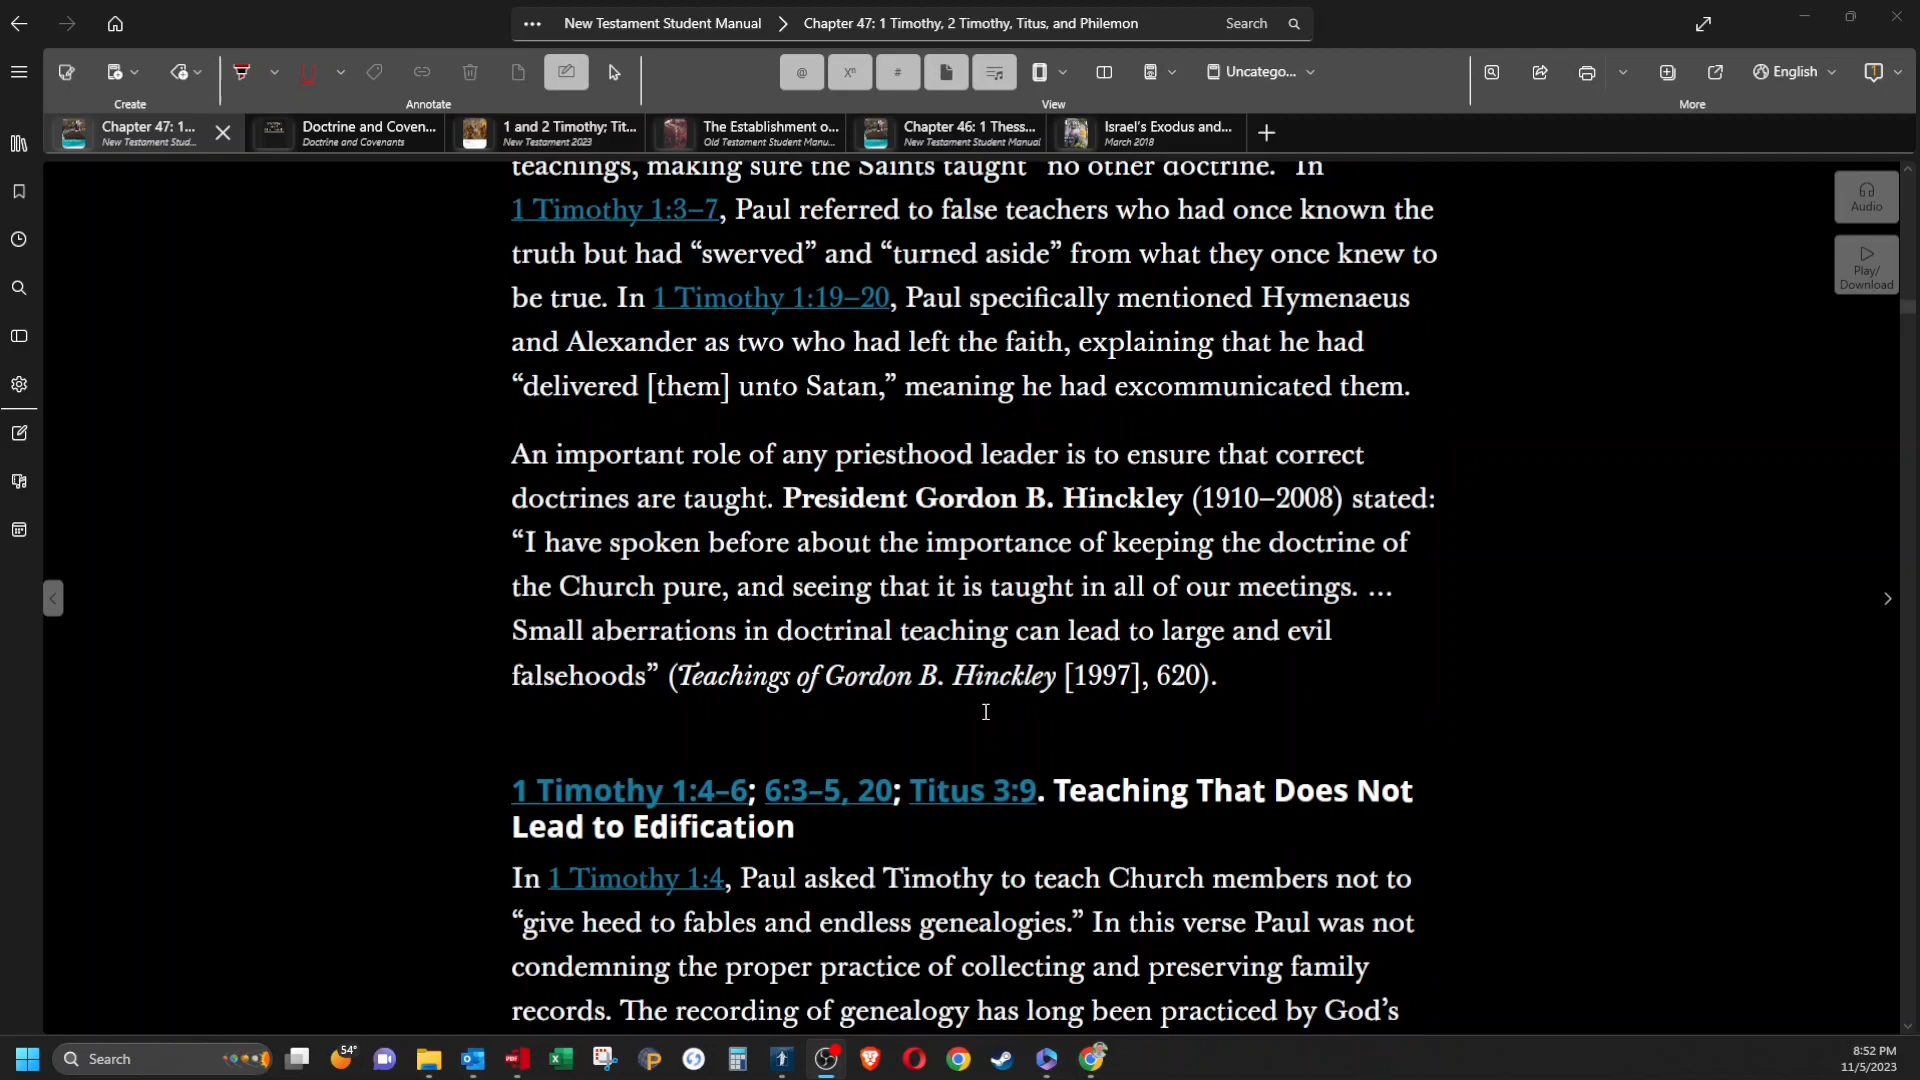 New Testament Student Manual > Chapter 47: 1 Timothy, 2 Timothy, Titus, and Philemon Search
@ Xⁿ # Uncatego... English 1
Create Annotate View More
Chapter 47: 1... Doctrine and Coven... 1 and 2 Timothy; Tit... The Establishment o... Chapter 46: 1 Thess... Israel's Exodus and...
New Testament Stud... Doctrine and Covenants New Testament 2023 Old Testament Student Manu... New Testament Student Manual March 2018
teachings, making sure the Saints taught “no other doctrine.” In
1 Timothy 1:3–7, Paul referred to false teachers who had once known the
truth but had “swerved” and “turned aside” from what they once knew to
be true. In 1 Timothy 1:19–20, Paul specifically mentioned Hymenaeus
and Alexander as two who had left the faith, explaining that he had
“delivered [them] unto Satan,” meaning he had excommunicated them.
An important role of any priesthood leader is to ensure that correct
doctrines are taught. President Gordon B. Hinckley (1910–2008) stated:
“I have spoken before about the importance of keeping the doctrine of
the Church pure, and seeing that it is taught in all of our meetings. …
Small aberrations in doctrinal teaching can lead to large and evil
falsehoods” (Teachings of Gordon B. Hinckley [1997], 620).
1 Timothy 1:4–6; 6:3–5, 20; Titus 3:9. Teaching That Does Not
Lead to Edification
In 1 Timothy 1:4, Paul asked Timothy to teach Church members not to
“give heed to fables and endless genealogies.” In this verse Paul was not
condemning the proper practice of collecting and preserving family
records. The recording of genealogy has long been practiced by God’s
Audio
Play/
Download
Search
54°
PDF
8:52 PM
11/5/2023